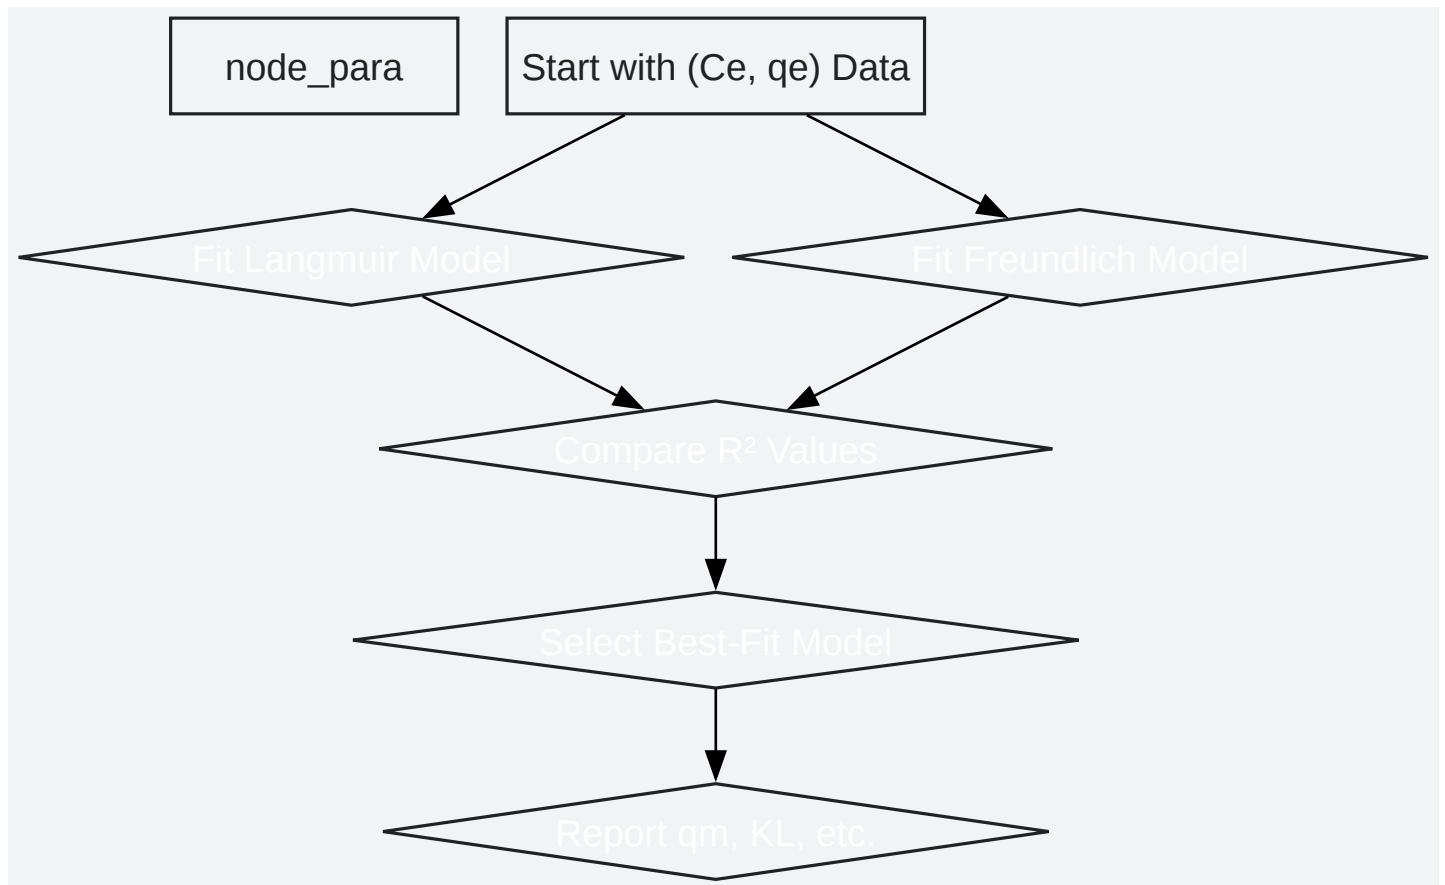 node_para
Start with (Ce, qe) Data
Fit Langmuir Model
Fit Freundlich Model
Compare R² Values
Select Best-Fit Model
Report qm, KL, etc.